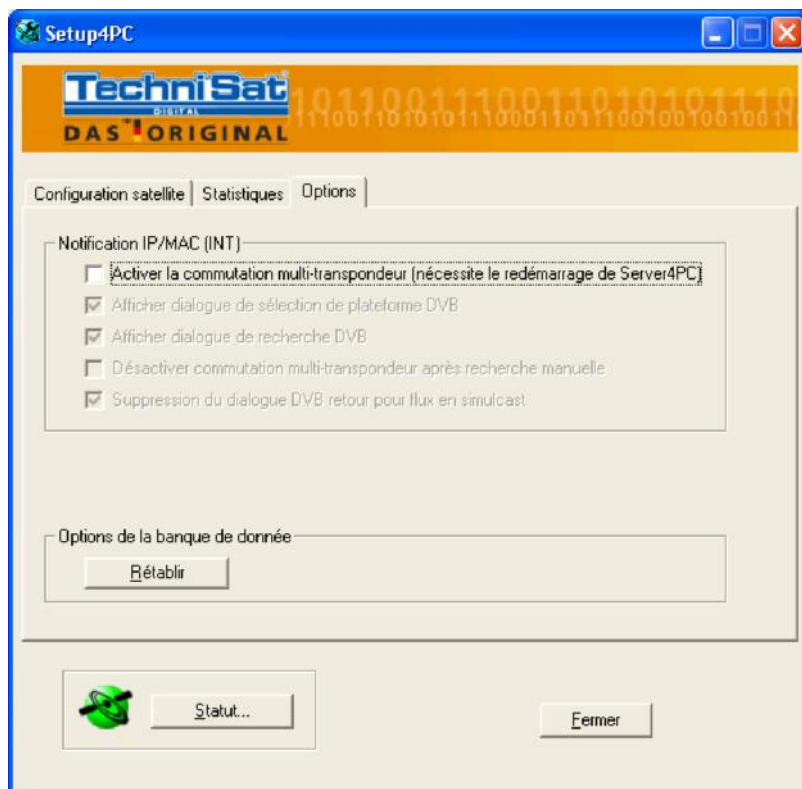 Setup4PC
TechniSat
DIGITAL
DAS ORIGINAL
Configuration satellite
Statistiques
Options
Notification IP/MAC (INT)
Activer la commutation multi-transpondeur (nécessite le redémarrage de Server4PC)
Afficher dialogue de sélection de plateforme DVB
Afficher dialogue de recherche DVB
Désactiver commutation multi-transpondeur après recherche manuelle
Suppression du dialogue DVB retour pour flux en simulcast
Options de la banque de donnée
Rétablir
Statut...
Fermer